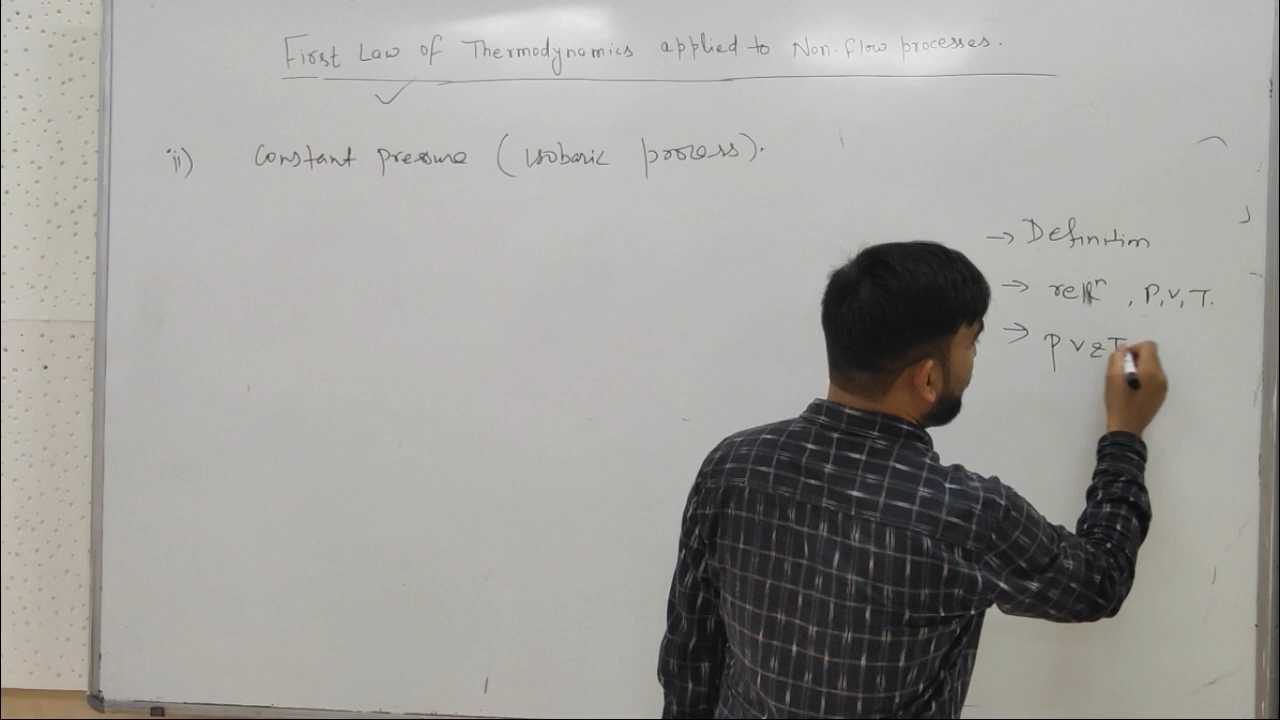 First Law of Thermodynamics applied to Non-flow processes.
ii) Constant pressure (isobaric process).
→ Definition
→ relⁿ, P,V,T.
→ P V & T